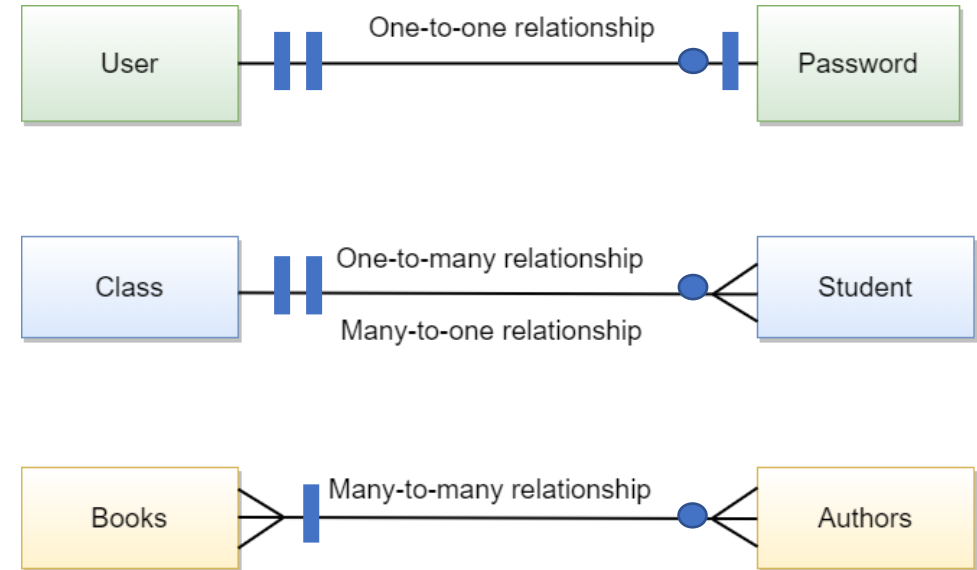 One-to-one relationship
User
Password
One-to-many relationship
Class
Student
Many-to-one relationship
Many-to-many relationship
Books
Authors